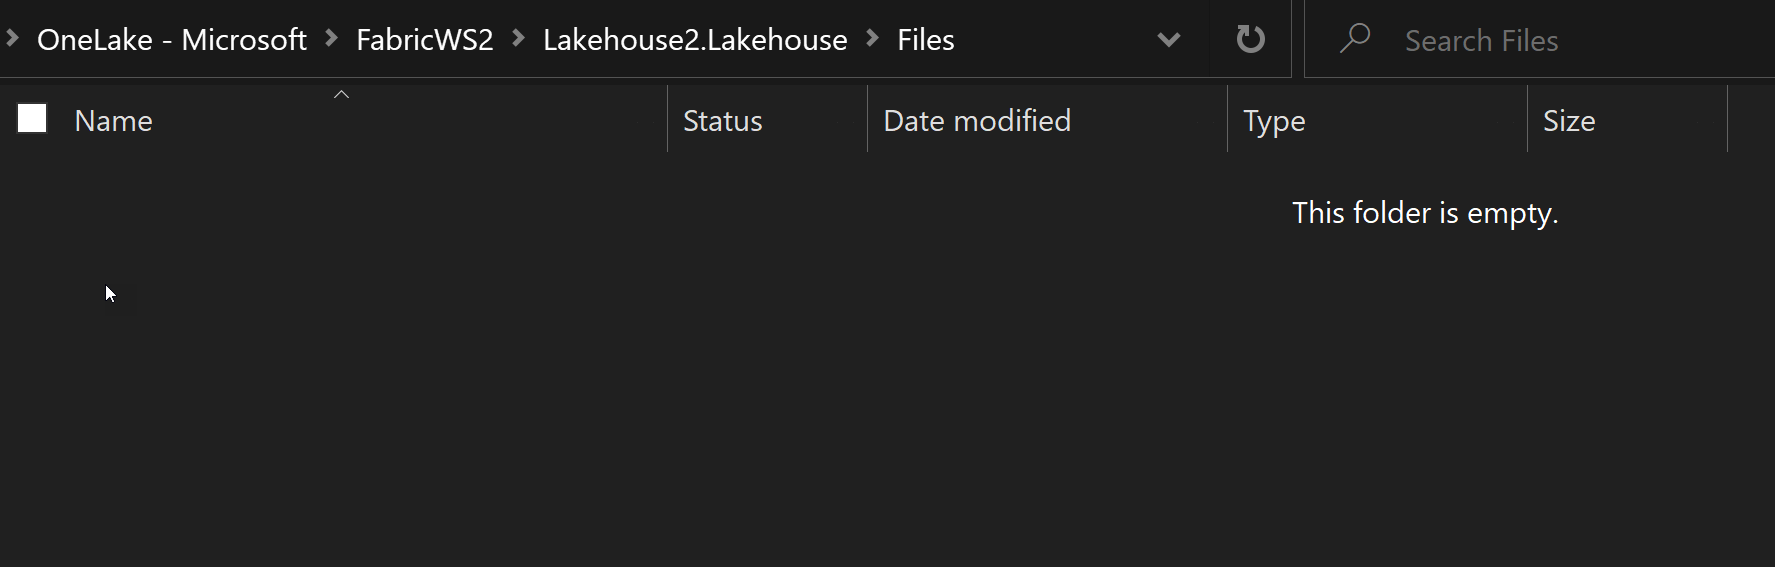 OneLake - Microsoft FabricWS2 Lakehouse2.Lakehouse Files Search Files
Name Status Date modified Type Size
This folder is empty.